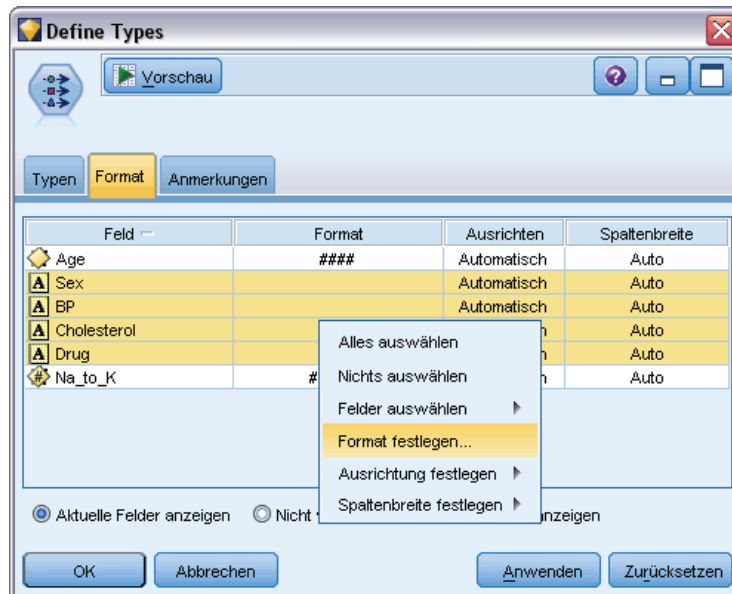 Define Types
Vorschau
Typen Format Anmerkungen
Feld Format Ausrichten Spaltenbreite
Age #### Automatisch Auto
A Sex Automatisch Auto
A BP Automatisch Auto
A Cholesterol h Auto
A Drug h Auto
# Na_to_K # h Auto
Alles auswählen
Nichts auswählen
Felder auswählen
Format festlegen...
Ausrichtung festlegen
Spaltenbreite festlegen
Aktuelle Felder anzeigen Nicht nzeigen
OK Abbrechen Anwenden Zurücksetzen